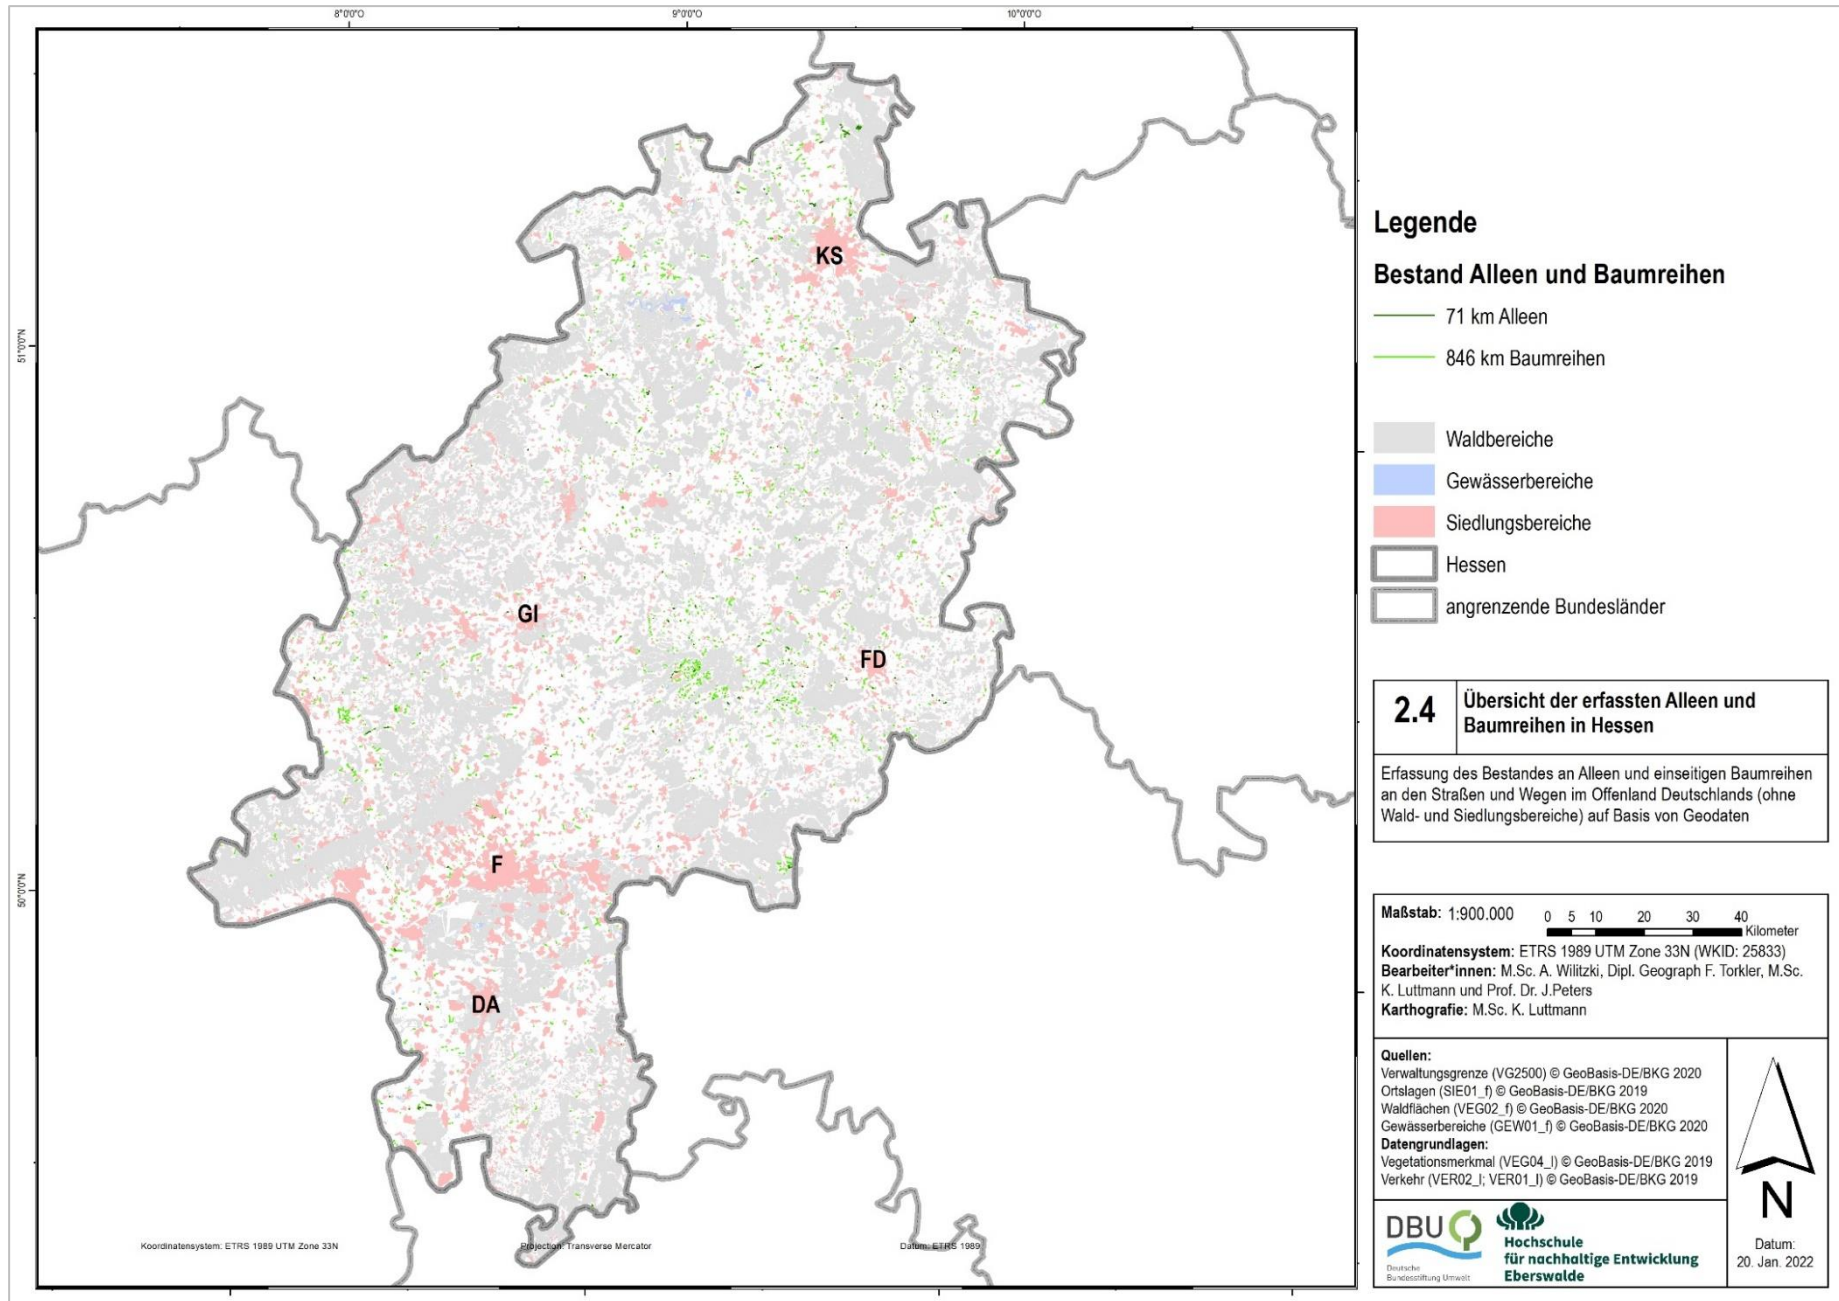 8°0'0"O
9°0'0"O
10°0'0"O
51°0'0"N
50°0'0"N
KS
GI
FD
F
DA
Koordinatensystem: ETRS 1989 UTM Zone 33N
Projection: Transverse Mercator
Datum: ETRS 1989
Legende
Bestand Alleen und Baumreihen
71 km Alleen
846 km Baumreihen
Waldbereiche
Gewässerbereiche
Siedlungsbereiche
Hessen
angrenzende Bundesländer
2.4
Übersicht der erfassten Alleen und
Baumreihen in Hessen
Erfassung des Bestandes an Alleen und einseitigen Baumreihen
an den Straßen und Wegen im Offenland Deutschlands (ohne
Wald- und Siedlungsbereiche) auf Basis von Geodaten
Maßstab: 1:900.000
0 5 10 20 30 40
Kilometer
Koordinatensystem: ETRS 1989 UTM Zone 33N (WKID: 25833)
Bearbeiter*innen: M.Sc. A. Wilitzki, Dipl. Geograph F. Torkler, M.Sc.
K. Luttmann und Prof. Dr. J.Peters
Karthografie: M.Sc. K. Luttmann
Quellen:
Verwaltungsgrenze (VG2500) © GeoBasis-DE/BKG 2020
Ortslagen (SIE01_f) © GeoBasis-DE/BKG 2019
Waldflächen (VEG02_f) © GeoBasis-DE/BKG 2020
Gewässerbereiche (GEW01_f) © GeoBasis-DE/BKG 2020
Datengrundlagen:
Vegetationsmerkmal (VEG04_l) © GeoBasis-DE/BKG 2019
Verkehr (VER02_l; VER01_l) © GeoBasis-DE/BKG 2019
N
Datum:
20. Jan. 2022
DBU
Deutsche
Bundesstiftung Umwelt
Hochschule
für nachhaltige Entwicklung
Eberswalde